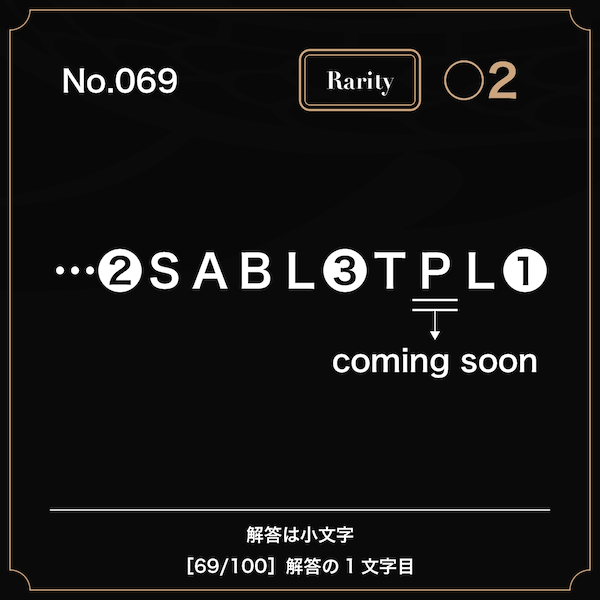 No.069
Rarity
○2
…❷SABL❸TPL❶
coming soon
解答は小文字
[69/100] 解答の1文字目